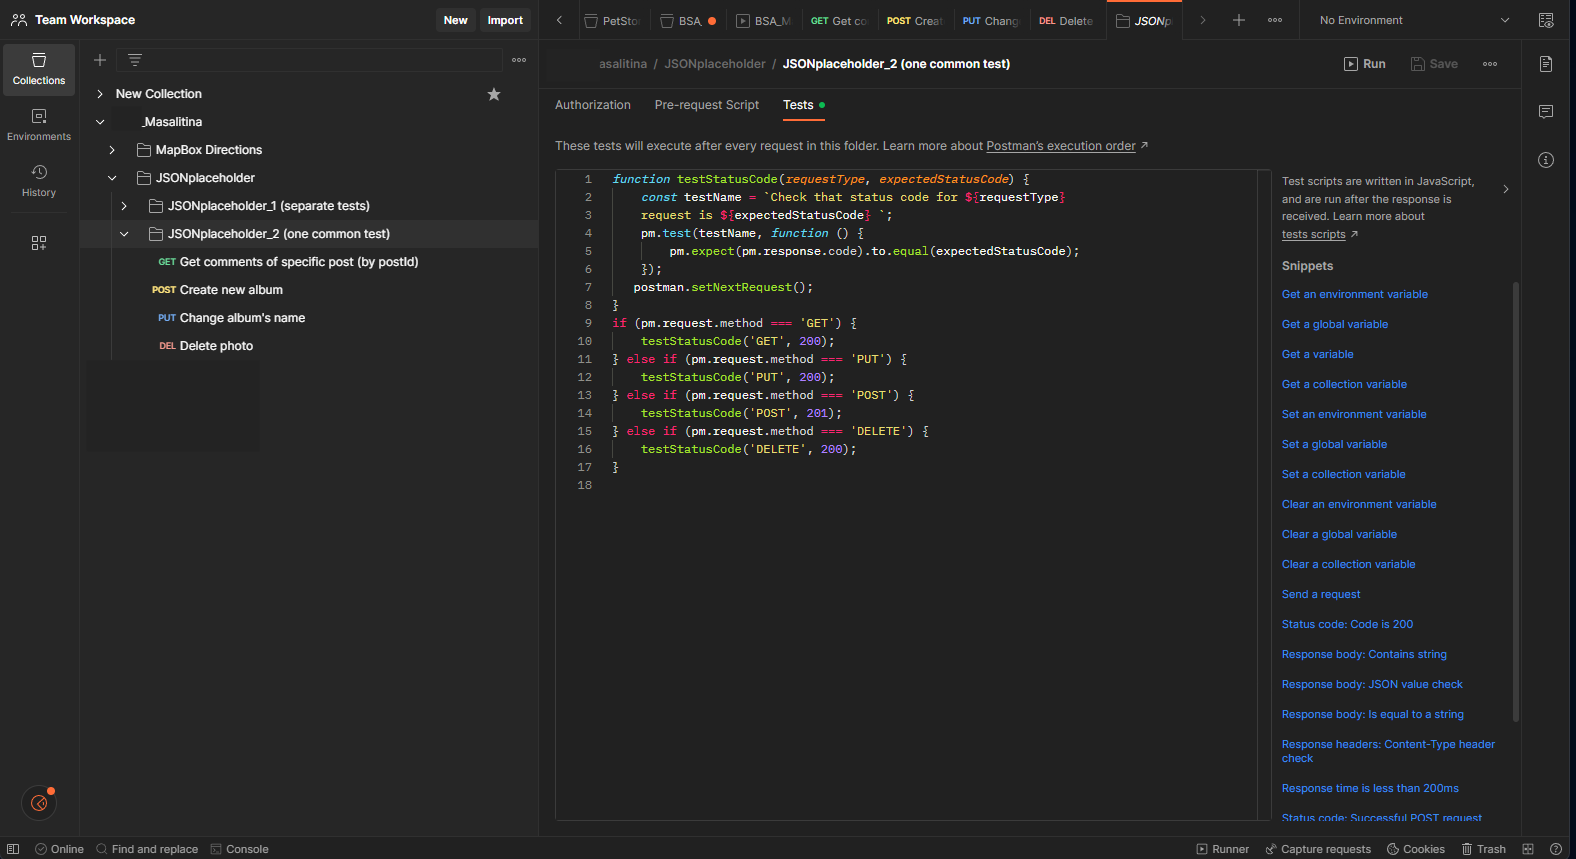 Team Workspace
New
Import
Collections
Environments
History
New Collection
_Masalitina
MapBox Directions
JSONplaceholder
JSONplaceholder_1 (separate tests)
JSONplaceholder_2 (one common test)
GET Get comments of specific post (by postId)
POST Create new album
PUT Change album's name
DEL Delete photo
PetSto
BSA_
BSA_M
GET Get co
POST Creat
PUT Chang
DEL Delete
JSONp
No Environment
asalitina / JSONplaceholder / JSONplaceholder_2 (one common test)
Run
Save
Authorization
Pre-request Script
Tests
These tests will execute after every request in this folder. Learn more about Postman's execution order ↗
1 function testStatusCode(requestType, expectedStatusCode) {
2 const testName = `Check that status code for ${requestType}
3 request is ${expectedStatusCode} `;
4 pm.test(testName, function () {
5 pm.expect(pm.response.code).to.equal(expectedStatusCode);
6 });
7 postman.setNextRequest();
8 }
9 if (pm.request.method === 'GET') {
10 testStatusCode('GET', 200);
11 } else if (pm.request.method === 'PUT') {
12 testStatusCode('PUT', 200);
13 } else if (pm.request.method === 'POST') {
14 testStatusCode('POST', 201);
15 } else if (pm.request.method === 'DELETE') {
16 testStatusCode('DELETE', 200);
17 }
18
Test scripts are written in JavaScript,
and are run after the response is
received. Learn more about
tests scripts ↗
Snippets
Get an environment variable
Get a global variable
Get a variable
Get a collection variable
Set an environment variable
Set a global variable
Set a collection variable
Clear an environment variable
Clear a global variable
Clear a collection variable
Send a request
Status code: Code is 200
Response body: Contains string
Response body: JSON value check
Response body: Is equal to a string
Response headers: Content-Type header
check
Response time is less than 200ms
Status code: Successful POST request
Online
Find and replace
Console
Runner
Capture requests
Cookies
Trash